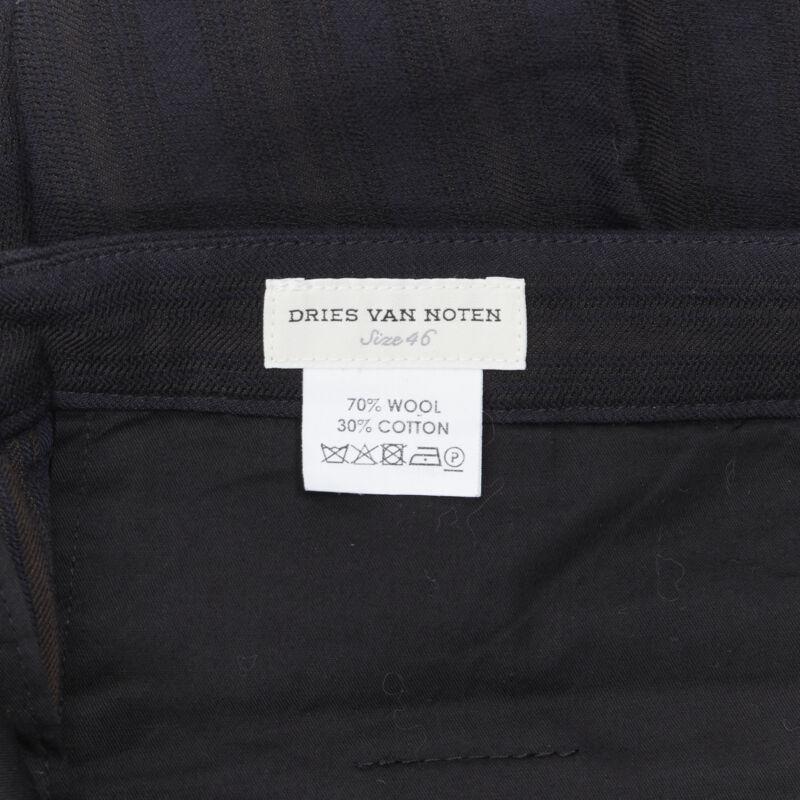 DRIES VAN NOTEN
Size 46
70% WOOL
30% COTTON
P